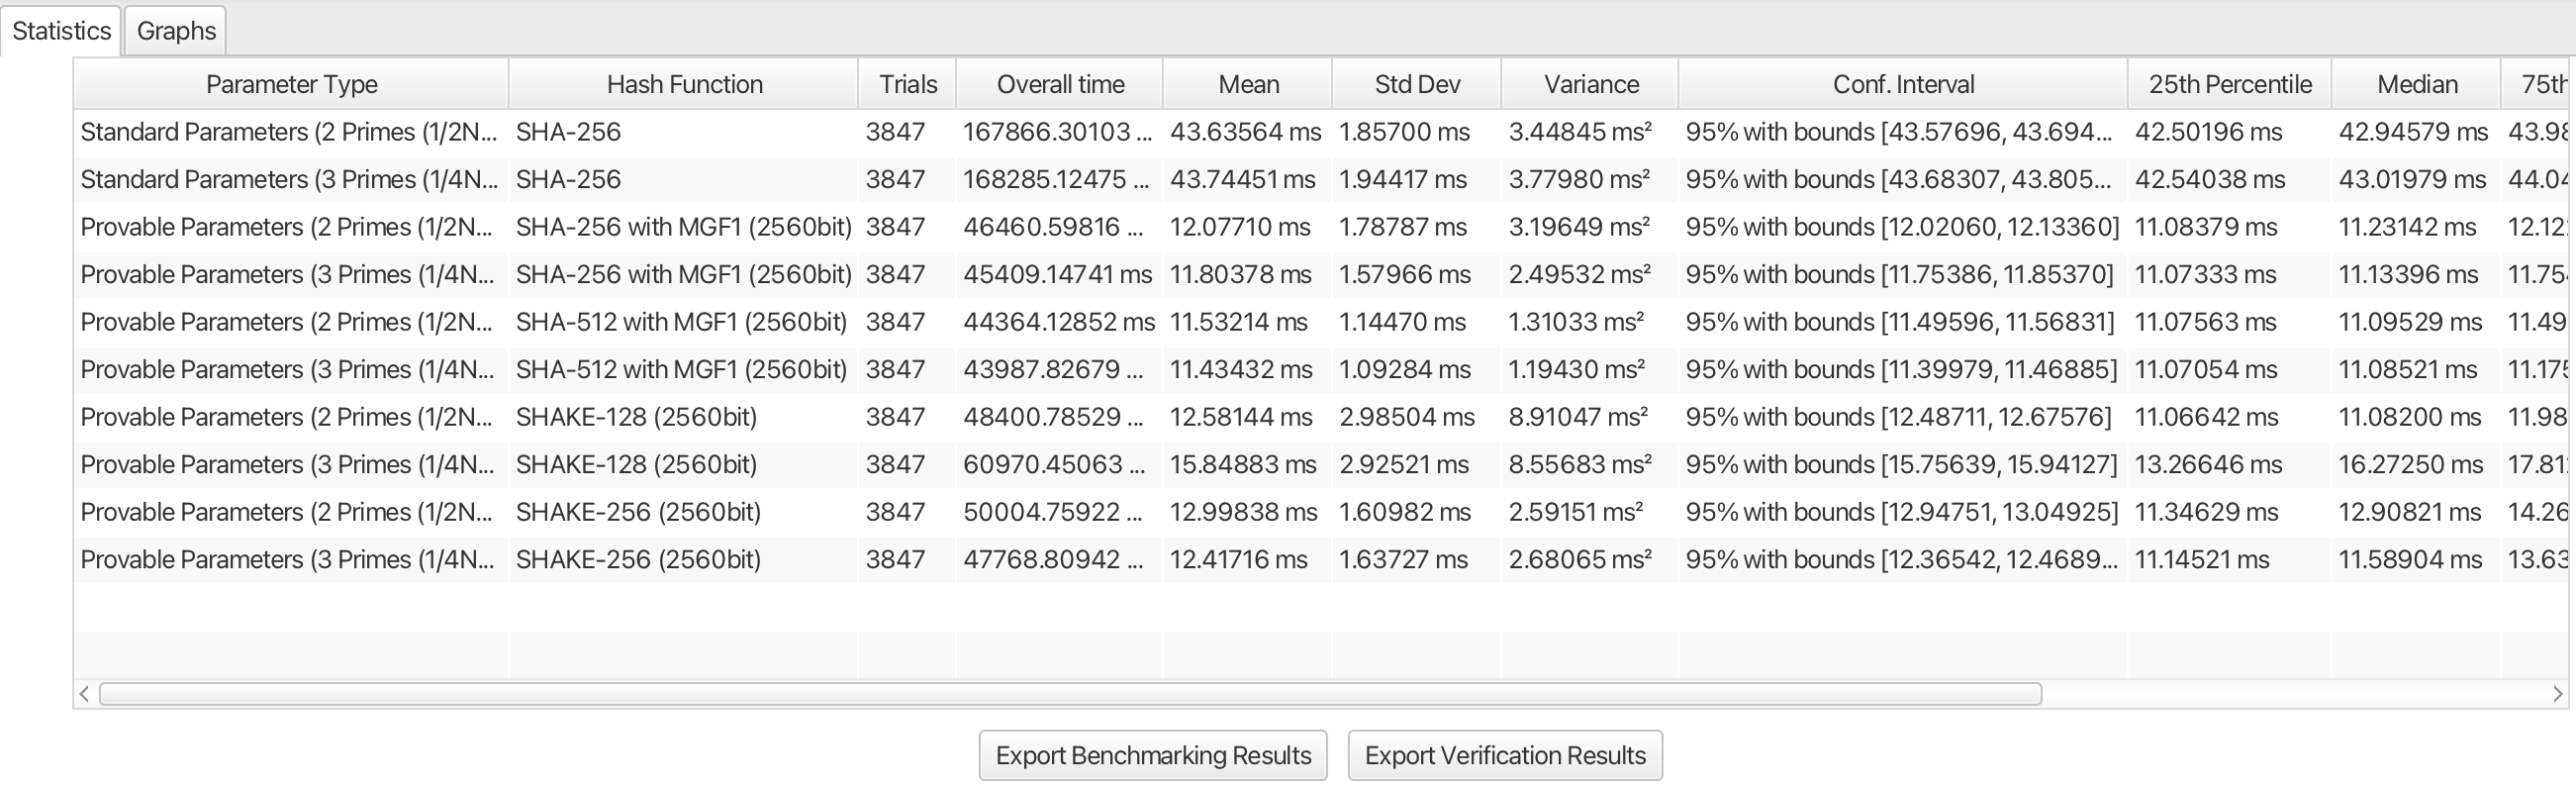 Statistics Graphs
Parameter Type Hash Function Trials Overall time Mean Std Dev Variance Conf. Interval 25th Percentile Median 75th
Standard Parameters (2 Primes (1/2N... SHA-256 3847 167866.30103 ... 43.63564 ms 1.85700 ms 3.44845 ms² 95% with bounds [43.57696, 43.694... 42.50196 ms 42.94579 ms 43.98
Standard Parameters (3 Primes (1/4N... SHA-256 3847 168285.12475 ... 43.74451 ms 1.94417 ms 3.77980 ms² 95% with bounds [43.68307, 43.805... 42.54038 ms 43.01979 ms 44.04
Provable Parameters (2 Primes (1/2N... SHA-256 with MGF1 (2560bit) 3847 46460.59816 ... 12.07710 ms 1.78787 ms 3.19649 ms² 95% with bounds [12.02060, 12.13360] 11.08379 ms 11.23142 ms 12.12
Provable Parameters (3 Primes (1/4N... SHA-256 with MGF1 (2560bit) 3847 45409.14741 ms 11.80378 ms 1.57966 ms 2.49532 ms² 95% with bounds [11.75386, 11.85370] 11.07333 ms 11.13396 ms 11.75
Provable Parameters (2 Primes (1/2N... SHA-512 with MGF1 (2560bit) 3847 44364.12852 ms 11.53214 ms 1.14470 ms 1.31033 ms² 95% with bounds [11.49596, 11.56831] 11.07563 ms 11.09529 ms 11.49
Provable Parameters (3 Primes (1/4N... SHA-512 with MGF1 (2560bit) 3847 43987.82679 ... 11.43432 ms 1.09284 ms 1.19430 ms² 95% with bounds [11.39979, 11.46885] 11.07054 ms 11.08521 ms 11.175
Provable Parameters (2 Primes (1/2N... SHAKE-128 (2560bit) 3847 48400.78529 ... 12.58144 ms 2.98504 ms 8.91047 ms² 95% with bounds [12.48711, 12.67576] 11.06642 ms 11.08200 ms 11.98
Provable Parameters (3 Primes (1/4N... SHAKE-128 (2560bit) 3847 60970.45063 ... 15.84883 ms 2.92521 ms 8.55683 ms² 95% with bounds [15.75639, 15.94127] 13.26646 ms 16.27250 ms 17.81
Provable Parameters (2 Primes (1/2N... SHAKE-256 (2560bit) 3847 50004.75922 ... 12.99838 ms 1.60982 ms 2.59151 ms² 95% with bounds [12.94751, 13.04925] 11.34629 ms 12.90821 ms 14.26
Provable Parameters (3 Primes (1/4N... SHAKE-256 (2560bit) 3847 47768.80942 ... 12.41716 ms 1.63727 ms 2.68065 ms² 95% with bounds [12.36542, 12.4689... 11.14521 ms 11.58904 ms 13.63
Export Benchmarking Results Export Verification Results